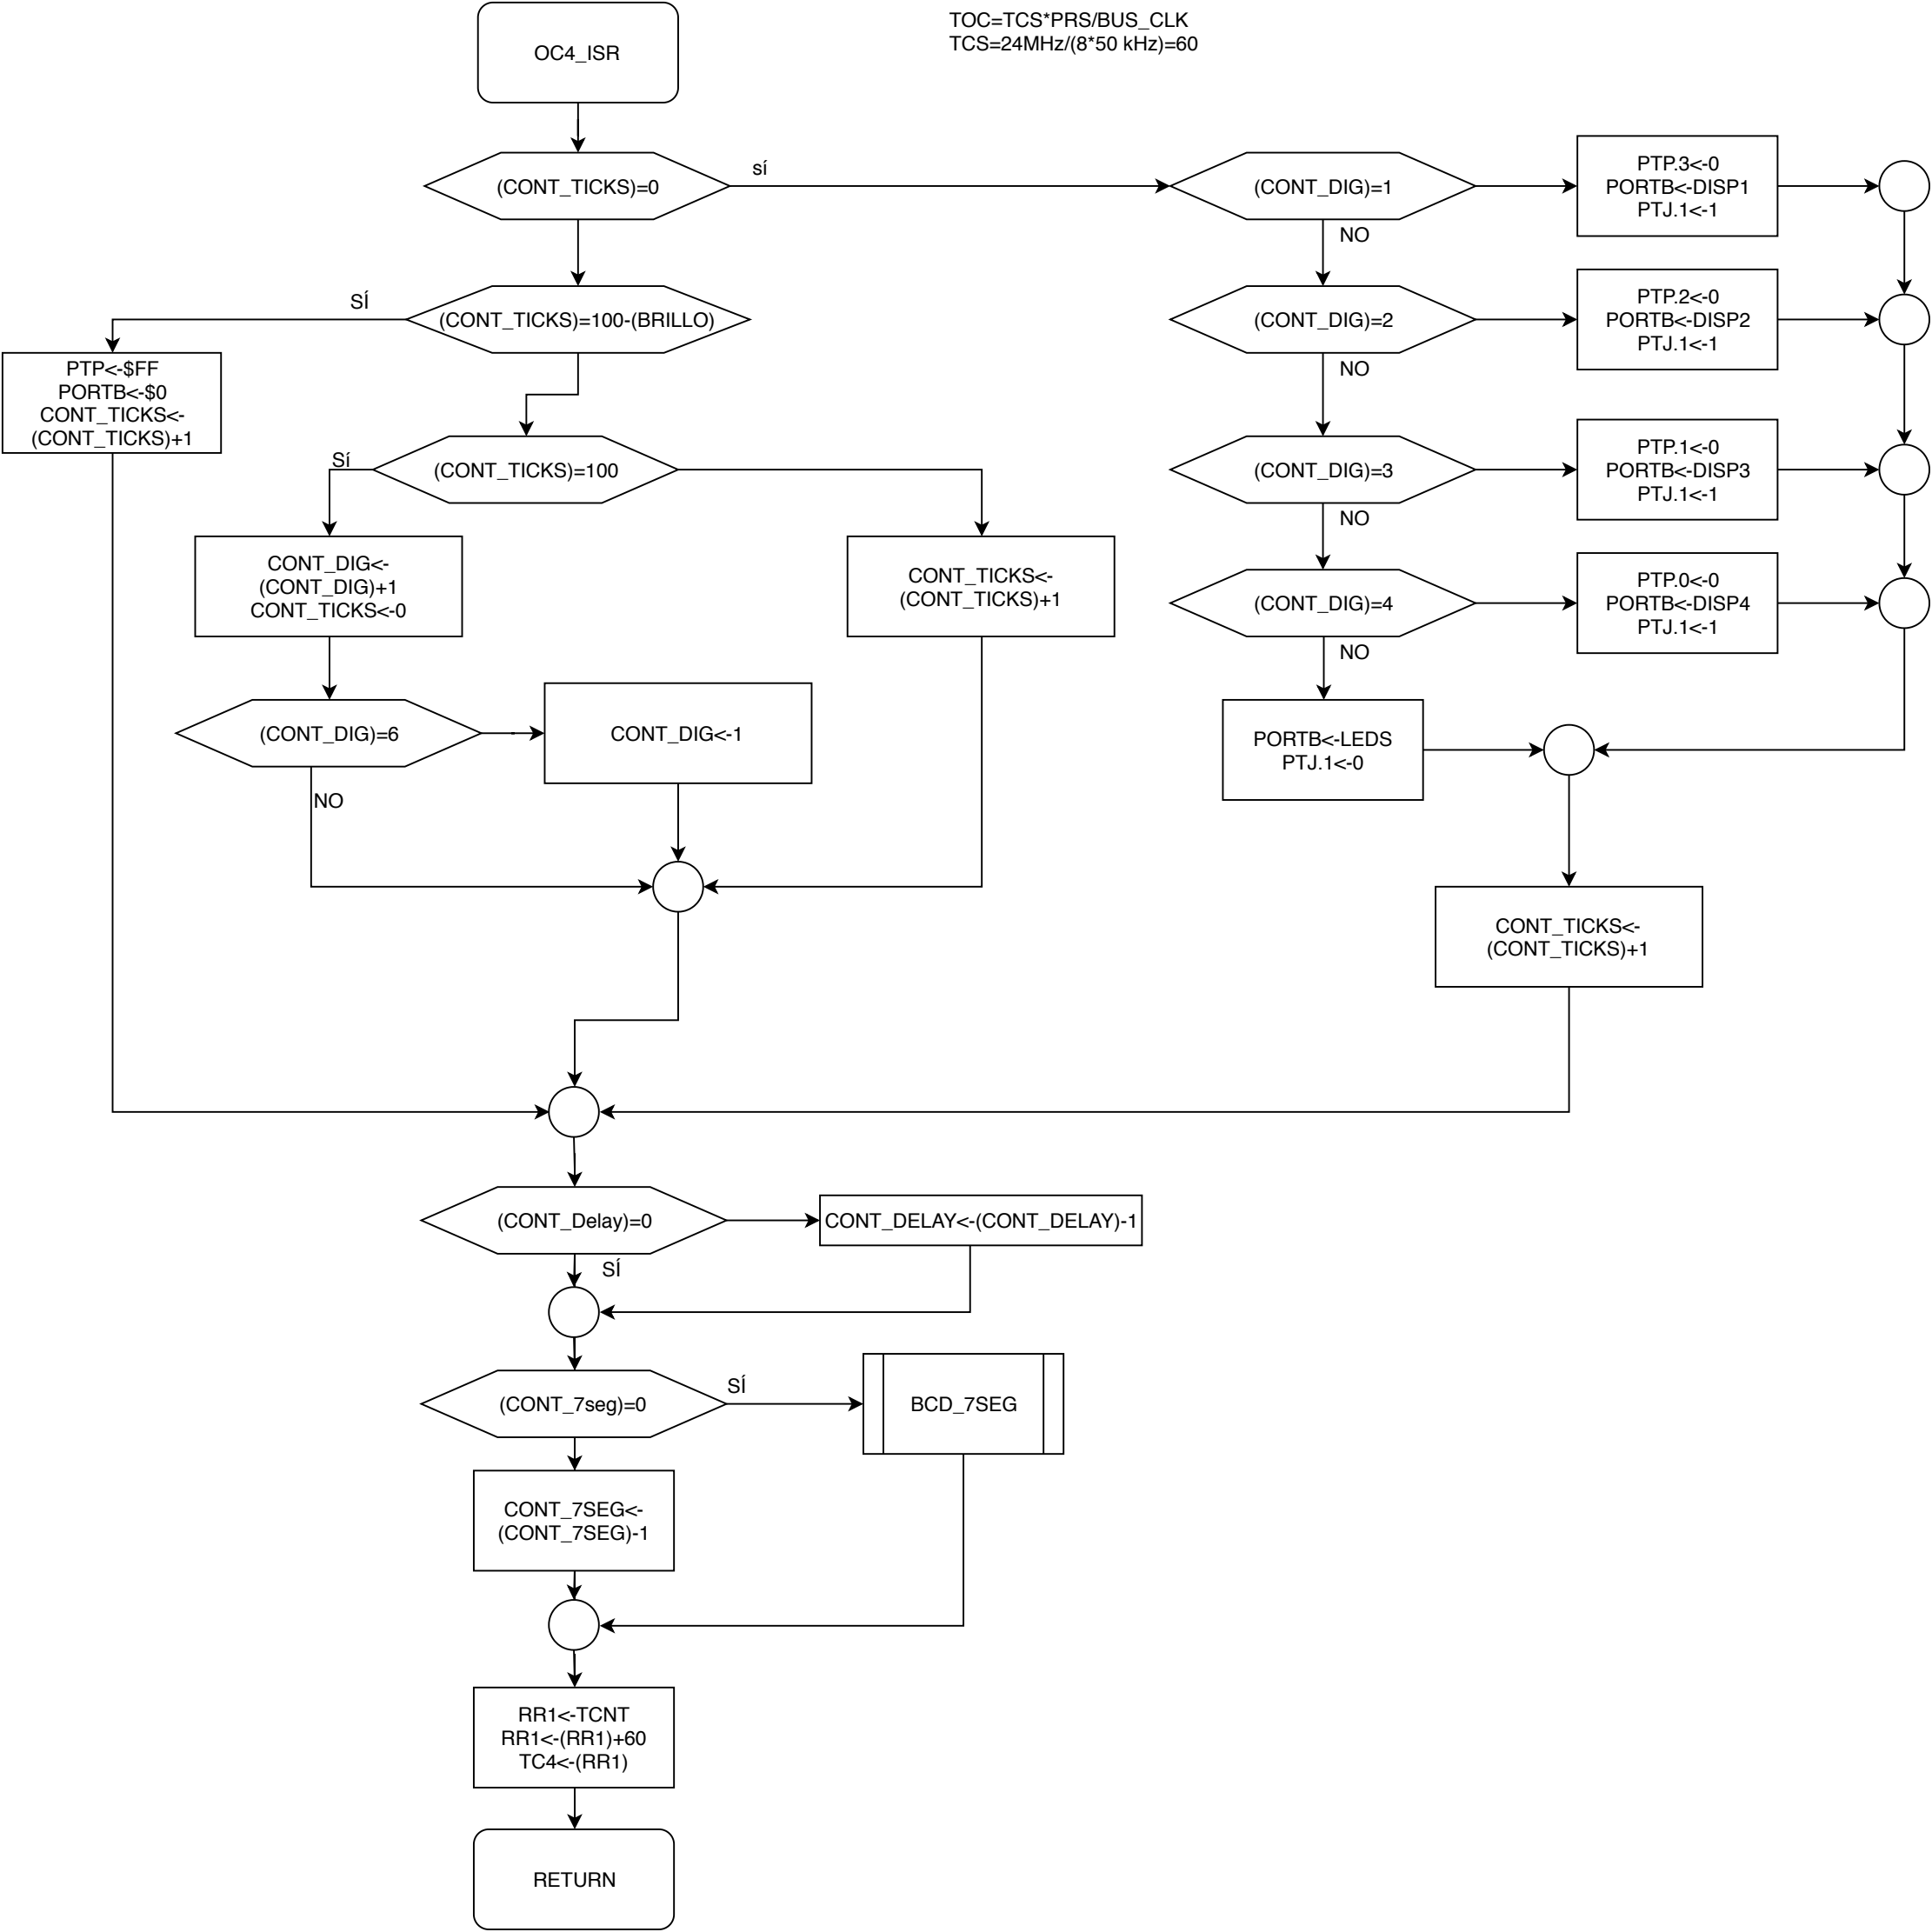 TOC=TCS*PRS/BUS_CLK
TCS=24MHz/(8*50 kHz)=60
OC4_ISR
(CONT_TICKS)=0
sí
(CONT_DIG)=1
PTP.3<-0
PORTB<-DISP1
PTJ.1<-1
NO
SÍ
(CONT_TICKS)=100-(BRILLO)
(CONT_DIG)=2
PTP.2<-0
PORTB<-DISP2
PTJ.1<-1
NO
PTP<-$FF
PORTB<-$0
CONT_TICKS<-
(CONT_TICKS)+1
Sí
(CONT_TICKS)=100
(CONT_DIG)=3
PTP.1<-0
PORTB<-DISP3
PTJ.1<-1
NO
CONT_DIG<-
(CONT_DIG)+1
CONT_TICKS<-0
CONT_TICKS<-
(CONT_TICKS)+1
(CONT_DIG)=4
PTP.0<-0
PORTB<-DISP4
PTJ.1<-1
NO
(CONT_DIG)=6
CONT_DIG<-1
PORTB<-LEDS
PTJ.1<-0
NO
CONT_TICKS<-
(CONT_TICKS)+1
(CONT_Delay)=0
CONT_DELAY<-(CONT_DELAY)-1
SÍ
(CONT_7seg)=0
SÍ
BCD_7SEG
CONT_7SEG<-
(CONT_7SEG)-1
RR1<-TCNT
RR1<-(RR1)+60
TC4<-(RR1)
RETURN